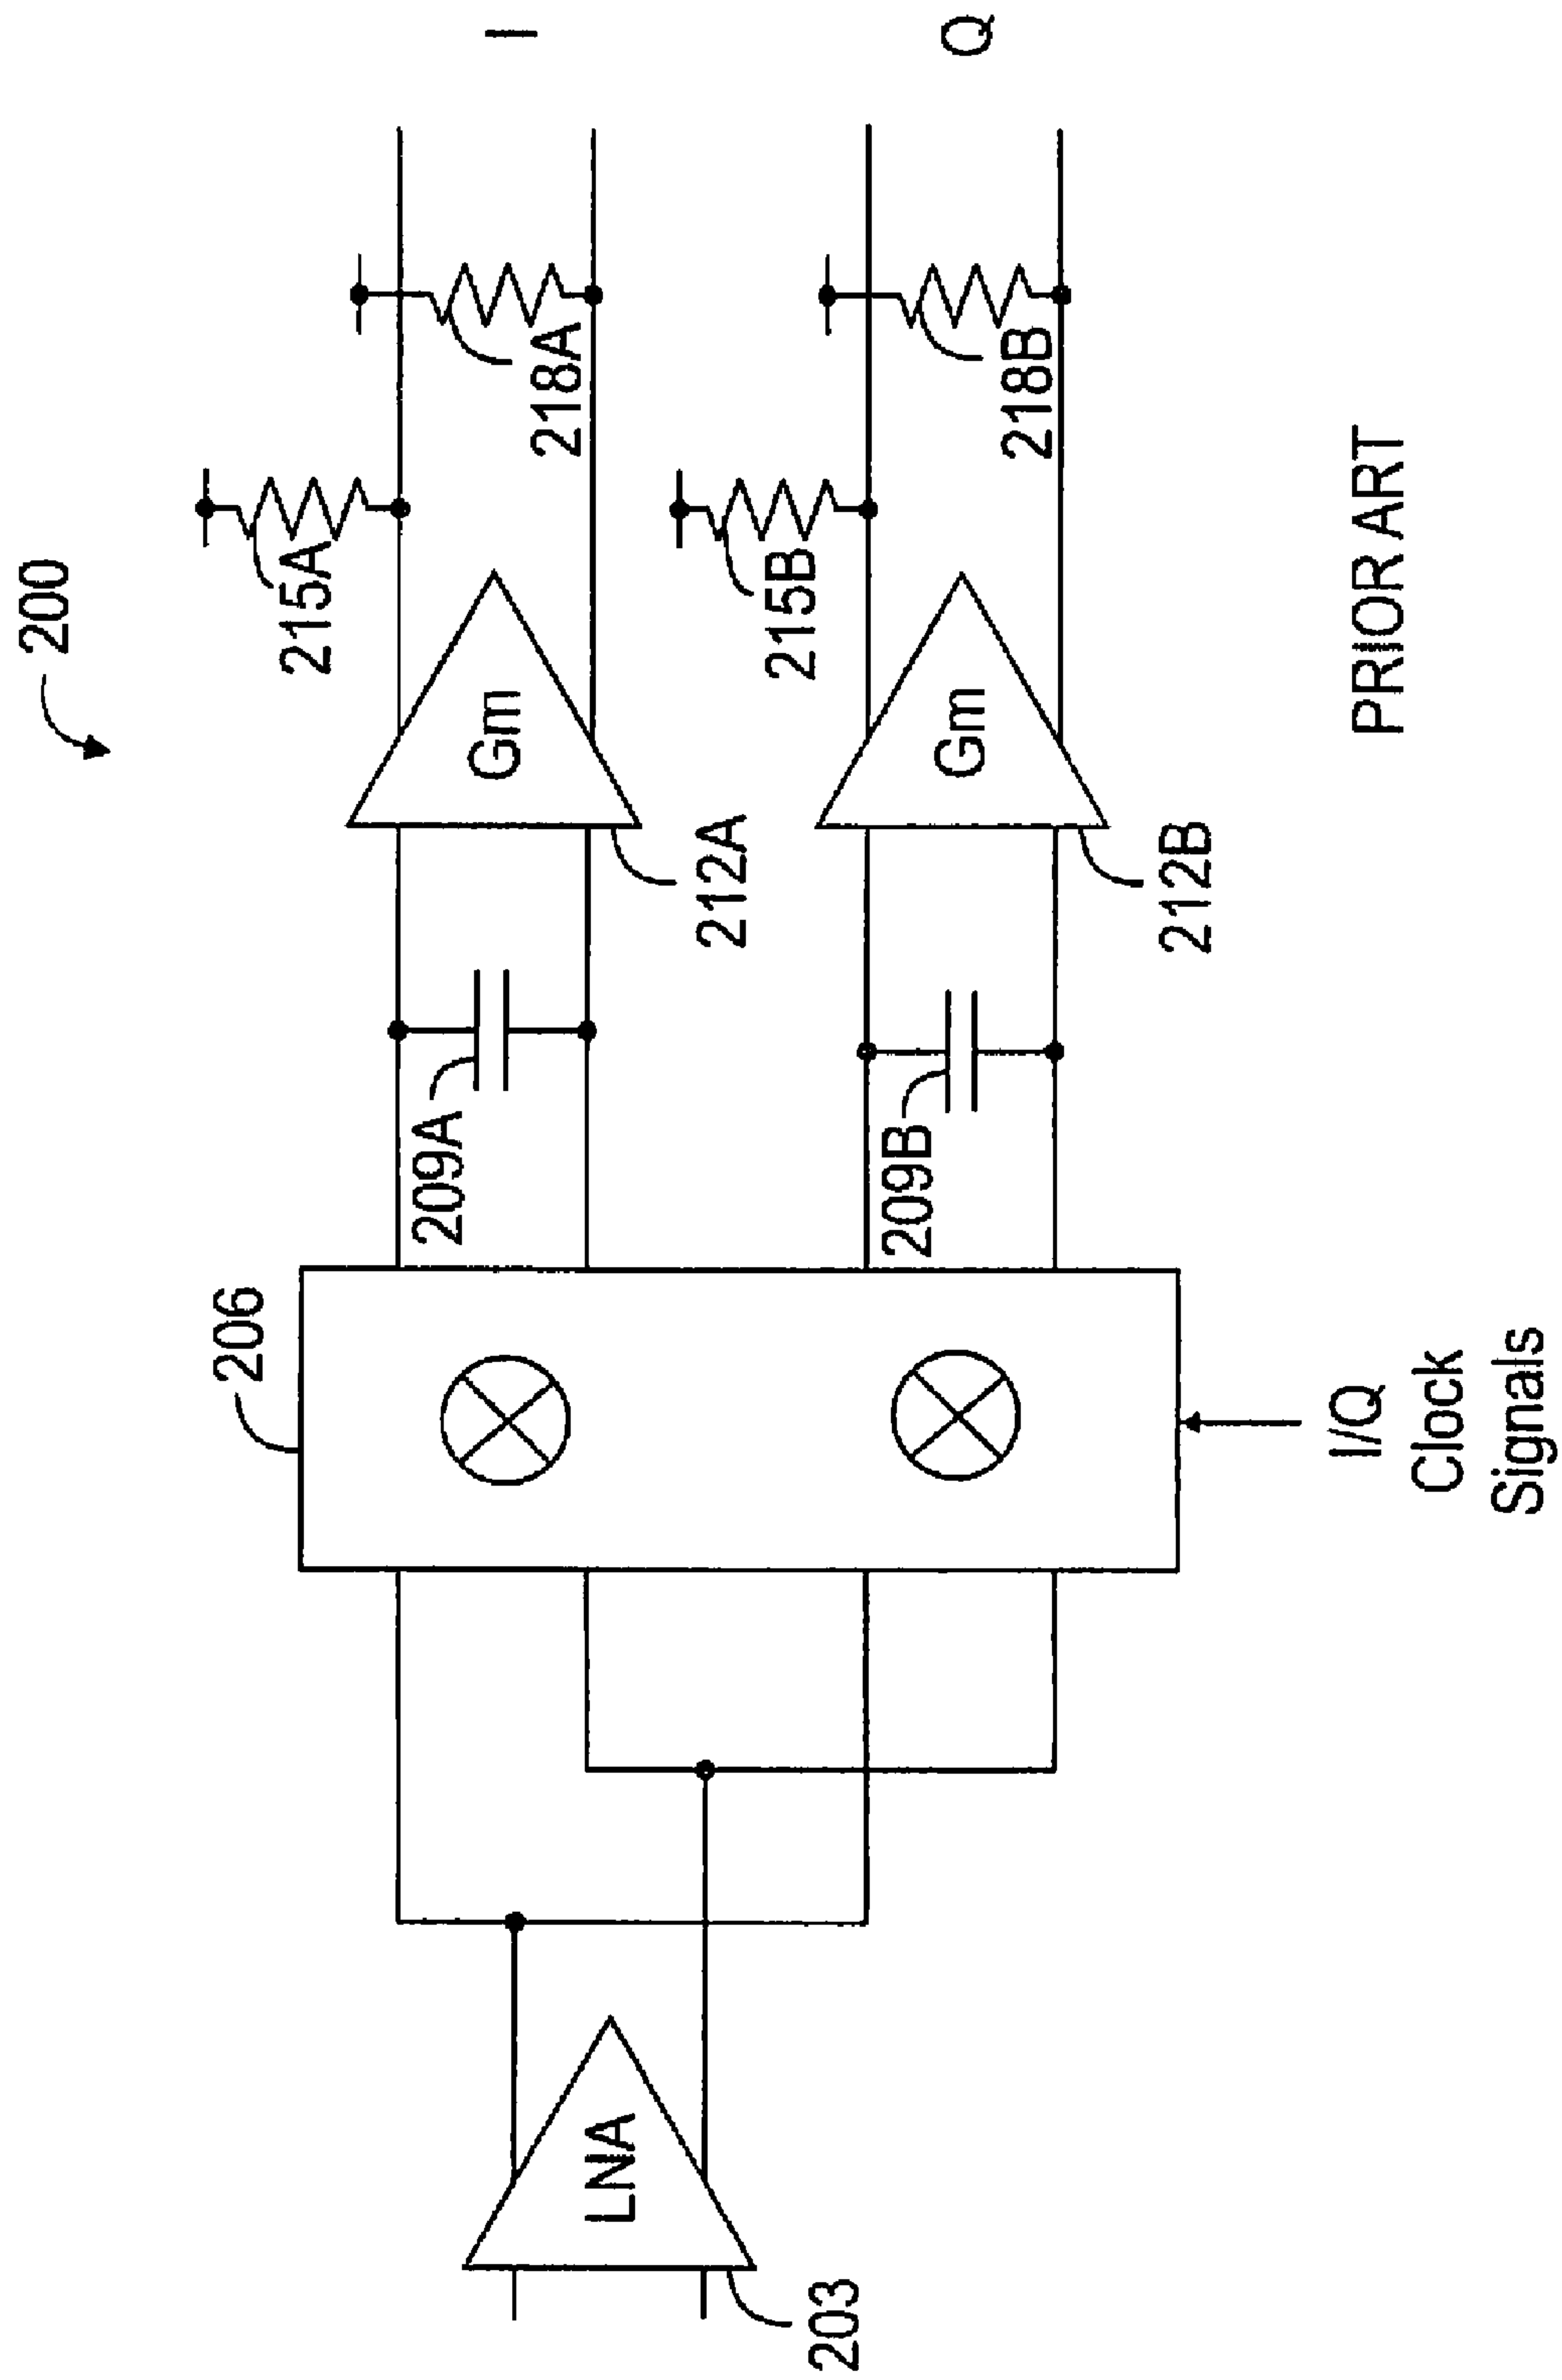 200
215A
218A
I
Gm
212A
209A
206
215B
218B
Q
Gm
212B
209B
LNA
203
I/Q
Clock
Signals
PRIOR ART